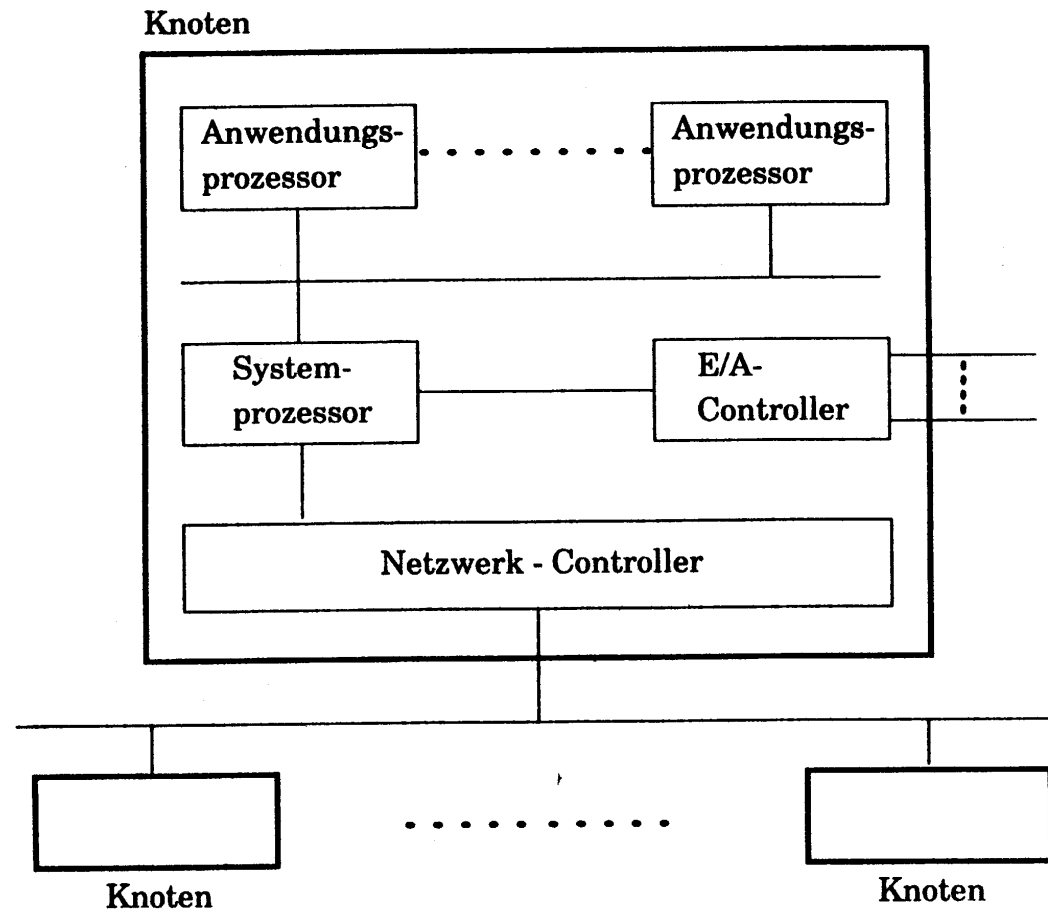 Knoten
Anwendungs-
prozessor
Anwendungs-
prozessor
System-
prozessor
E/A-
Controller
Netzwerk - Controller
Knoten
Knoten